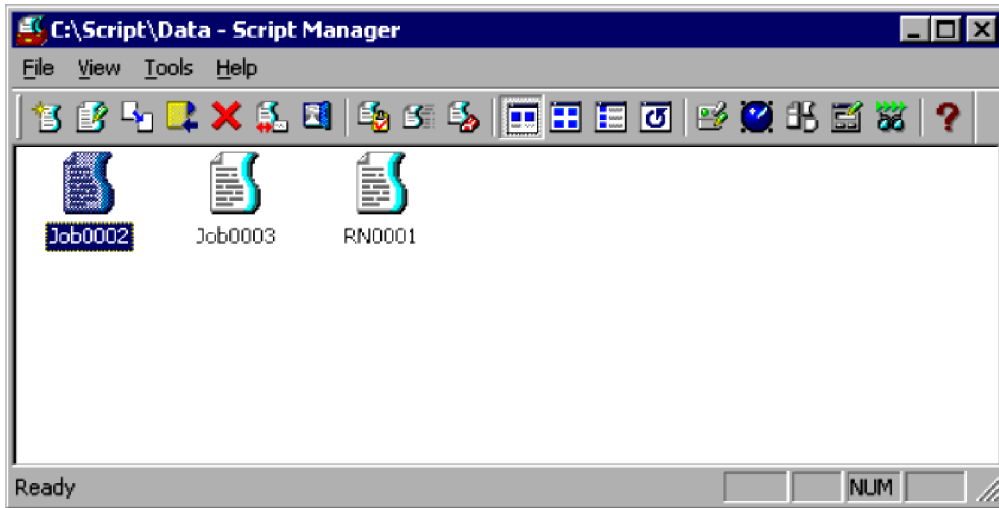 C:\Script\Data - Script Manager
File View Tools Help
Job0002 Job0003 RN0001
Ready NUM